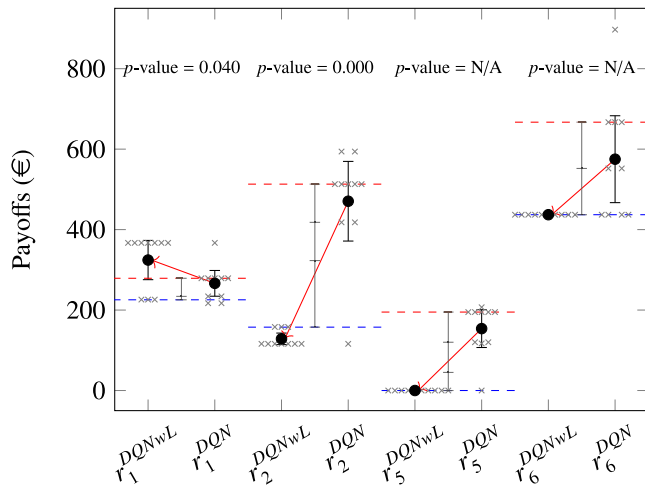 p-value = 0.040 p-value = 0.000 p-value = N/A p-value = N/A
Payoffs (€)
800
600
400
200
0
r_1^{DQNwL} r_1^{DQN} r_2^{DQNwL} r_2^{DQN} r_5^{DQNwL} r_5^{DQN} r_6^{DQNwL} r_6^{DQN}